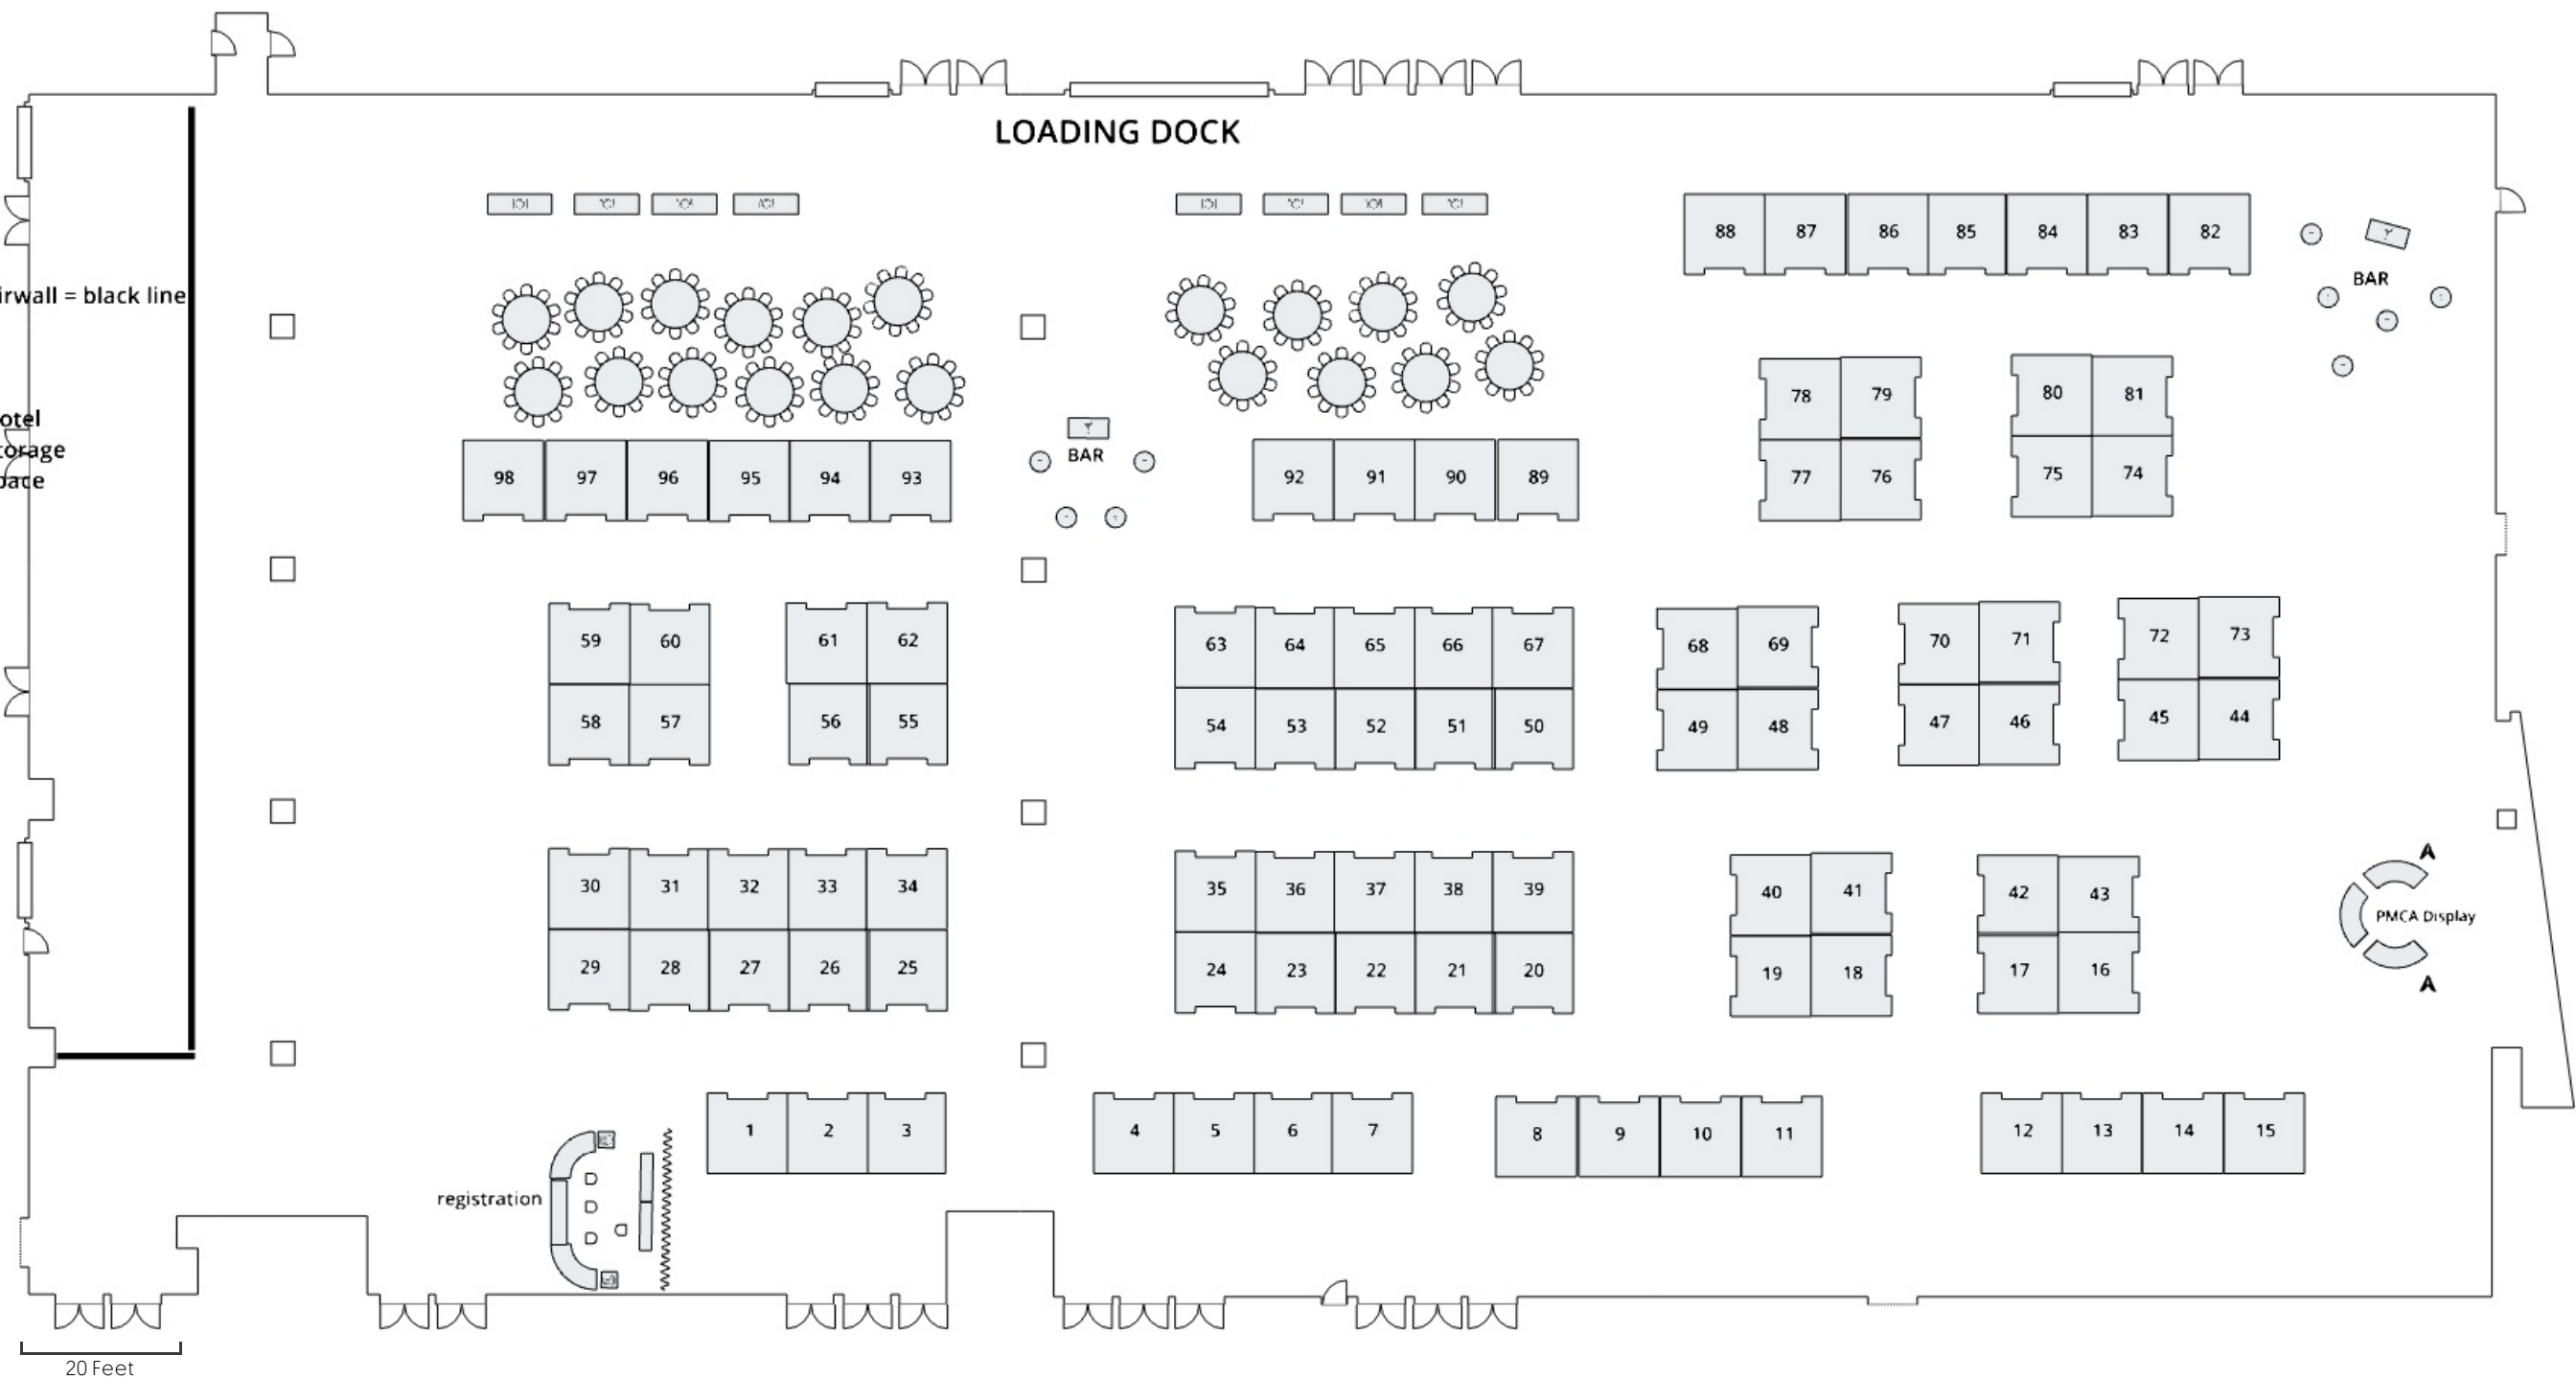 LOADING DOCK
88 87 86 85 84 83 82
BAR
irwall = black line
78 79 80 81
otel
torage
pace
BAR
98 97 96 95 94 93 92 91 90 89 77 76 75 74
59 60 61 62 63 64 65 66 67 68 69 70 71 72 73
58 57 56 55 54 53 52 51 50 49 48 47 46 45 44
A
30 31 32 33 34 35 36 37 38 39 40 41 42 43
PMCA Display
29 28 27 26 25 24 23 22 21 20 19 18 17 16
A
1 2 3 4 5 6 7 8 9 10 11 12 13 14 15
registration
20 Feet